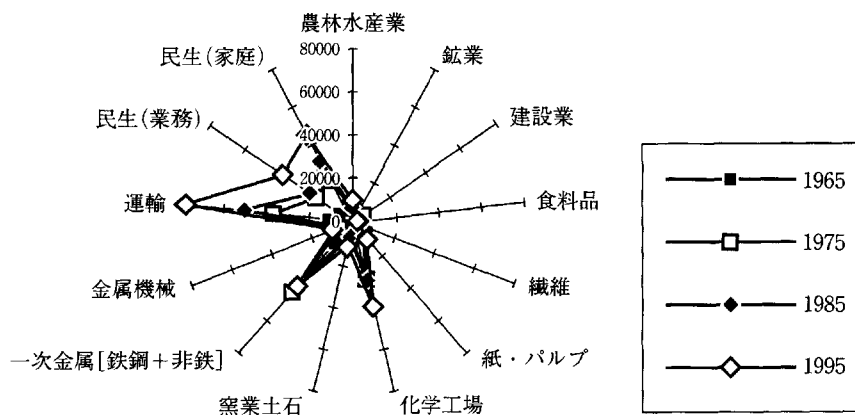 農林水産業
80000
60000
40000
20000
0
鉱業
建設業
食料品
繊維
紙・パルプ
化学工場
窯業土石
一次金属[鉄鋼+非鉄]
金属機械
運輸
民生(業務)
民生(家庭)
1965
1975
1985
1995